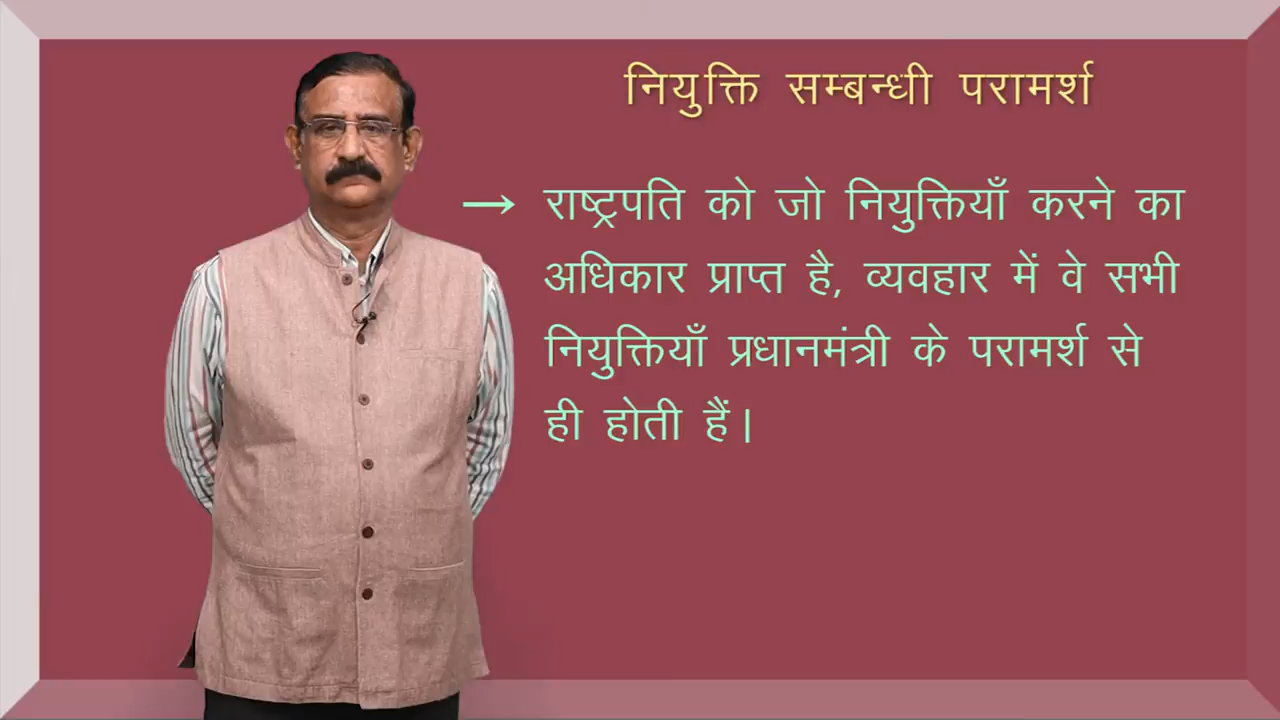 नियुक्ति सम्बन्धी परामर्श
→ राष्ट्रपति को जो नियुक्तियाँ करने का
अधिकार प्राप्त है, व्यवहार में वे सभी
नियुक्तियाँ प्रधानमंत्री के परामर्श से
ही होती हैं।